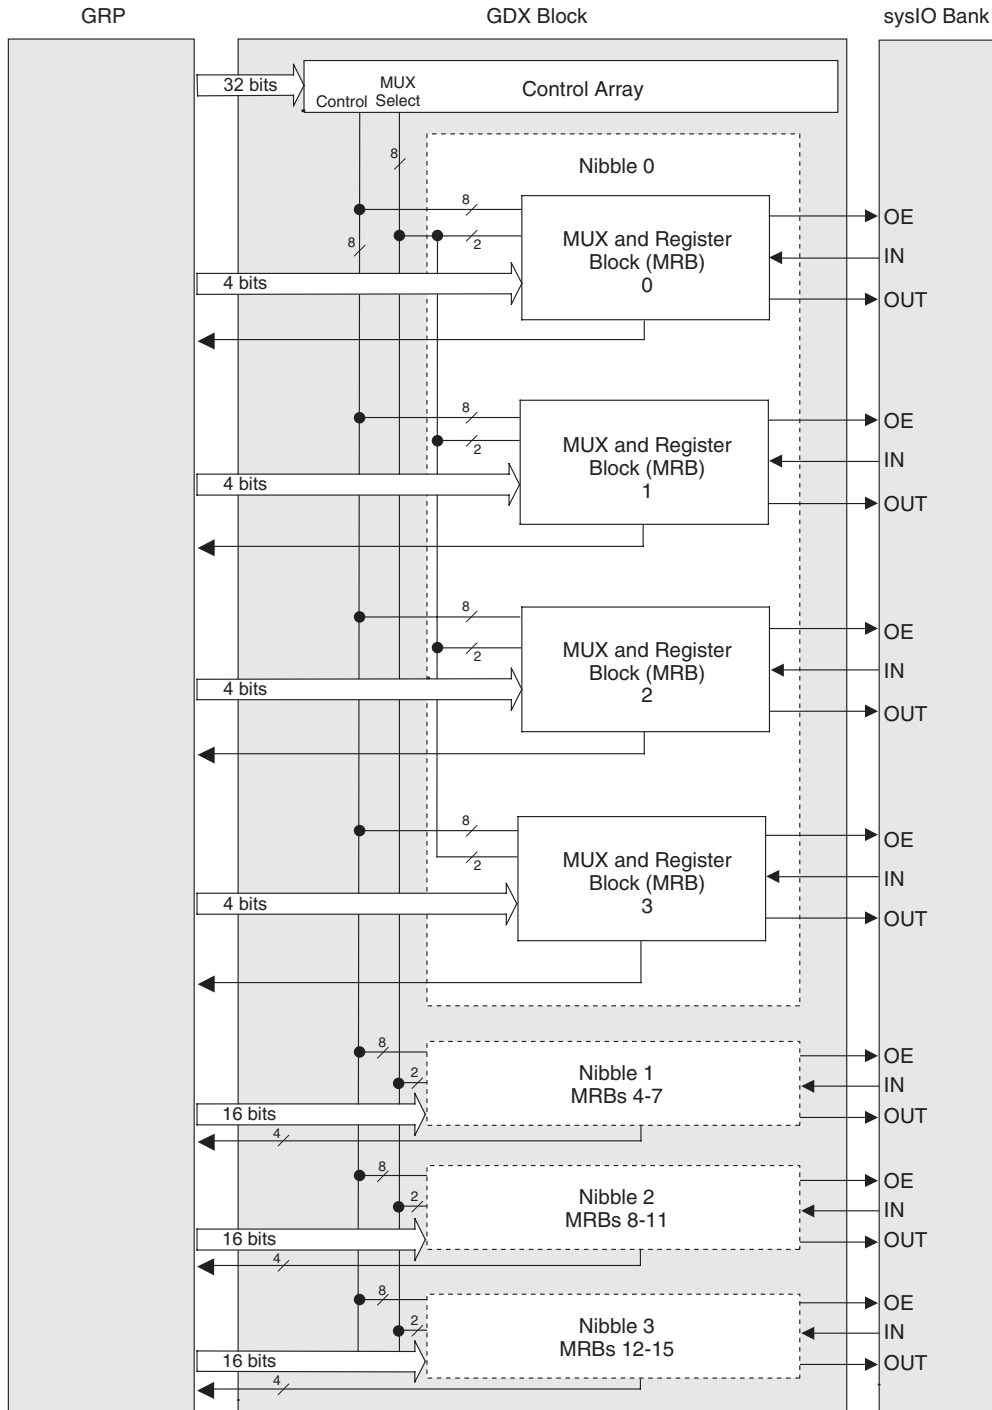 GRP
GDX Block
sysIO Bank
32 bits
MUX
Control Select
Control Array
8
Nibble 0
8
8
2
MUX and Register
Block (MRB)
0
4 bits
OE
IN
OUT
8
2
MUX and Register
Block (MRB)
1
4 bits
OE
IN
OUT
8
2
MUX and Register
Block (MRB)
2
4 bits
OE
IN
OUT
8
2
MUX and Register
Block (MRB)
3
4 bits
OE
IN
OUT
8
2
Nibble 1
MRBs 4-7
16 bits
4
OE
IN
OUT
8
2
Nibble 2
MRBs 8-11
16 bits
4
OE
IN
OUT
8
2
Nibble 3
MRBs 12-15
16 bits
4
OE
IN
OUT